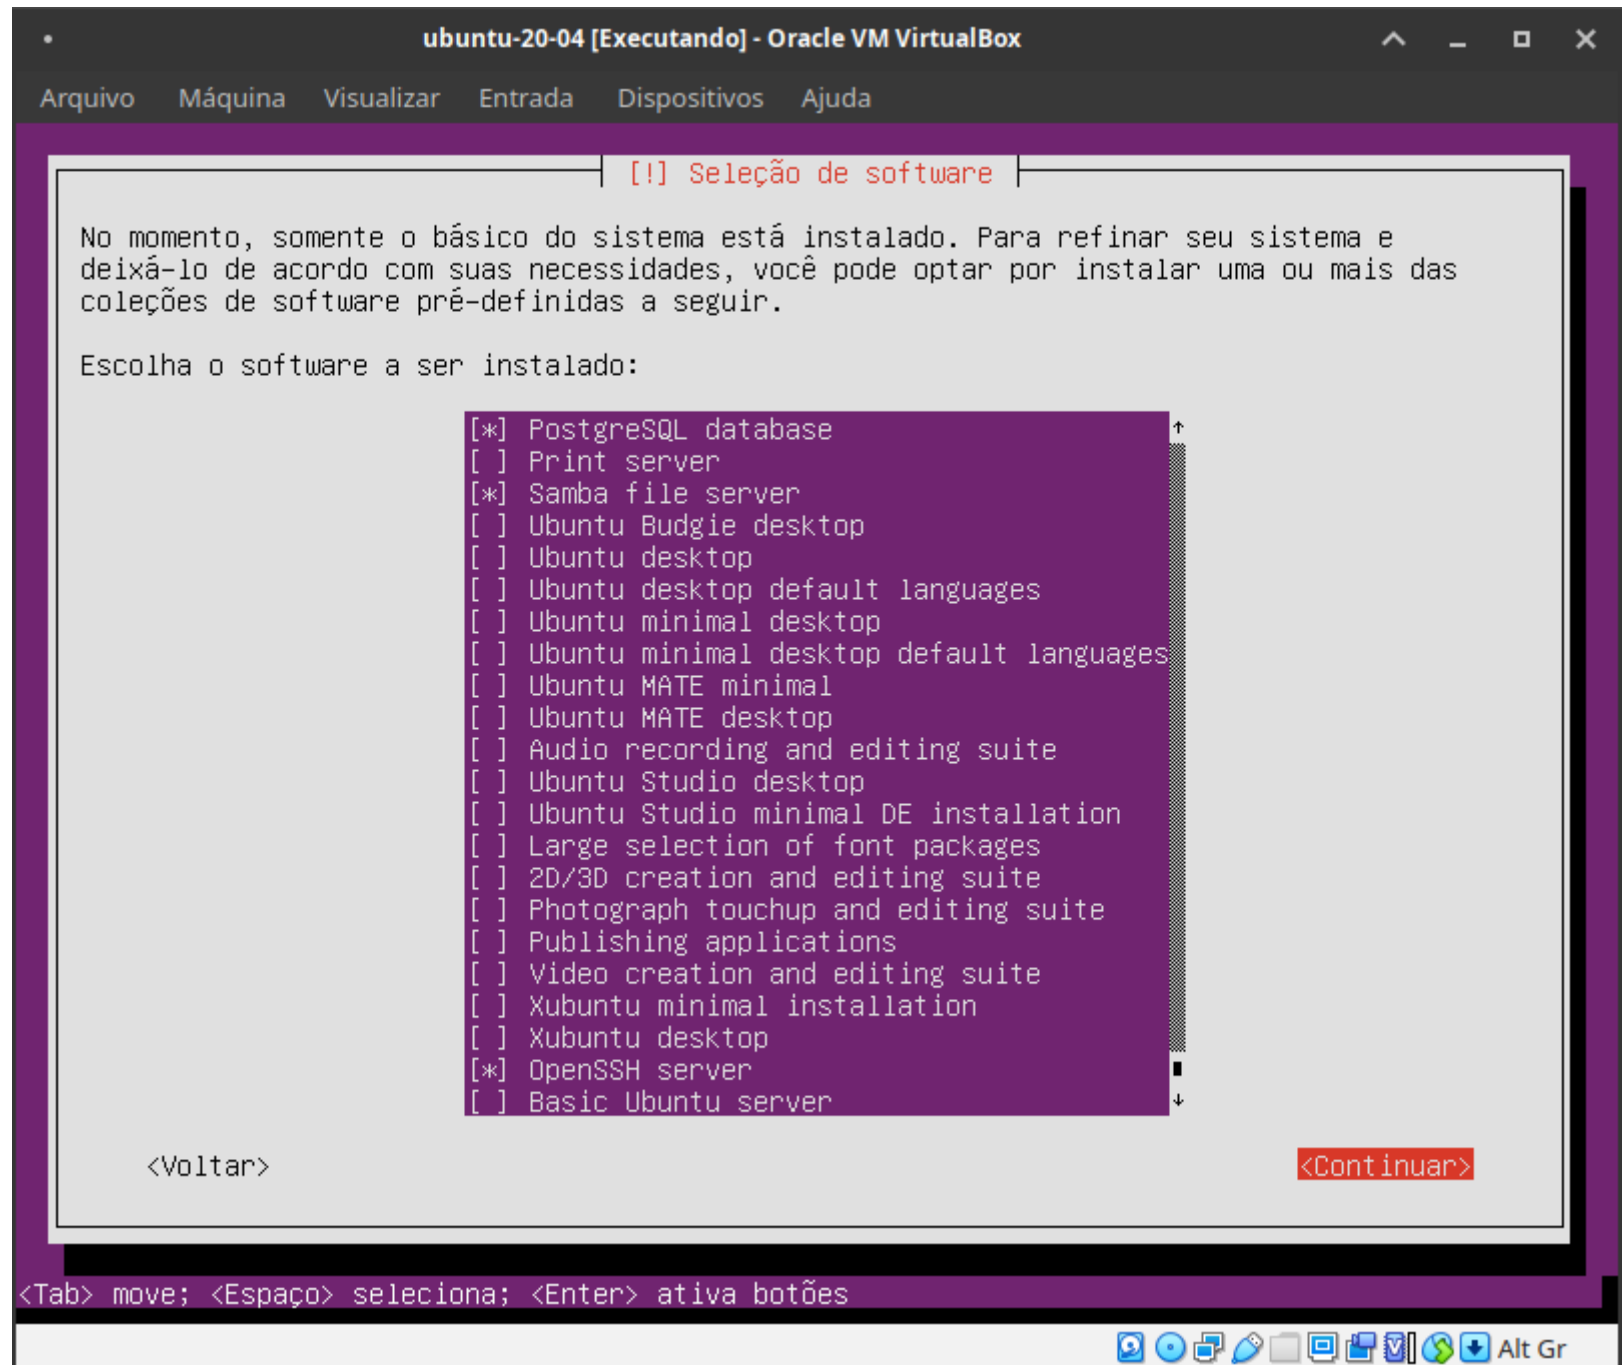 ubuntu-20-04 [Executando] - Oracle VM VirtualBox
Arquivo Máquina Visualizar Entrada Dispositivos Ajuda
[!] Seleção de software
No momento, somente o básico do sistema está instalado. Para refinar seu sistema e
deixá-lo de acordo com suas necessidades, você pode optar por instalar uma ou mais das
coleções de software pré-definidas a seguir.
Escolha o software a ser instalado:
[*] PostgreSQL database
[ ] Print server
[*] Samba file server
[ ] Ubuntu Budgie desktop
[ ] Ubuntu desktop
[ ] Ubuntu desktop default languages
[ ] Ubuntu minimal desktop
[ ] Ubuntu minimal desktop default languages
[ ] Ubuntu MATE minimal
[ ] Ubuntu MATE desktop
[ ] Audio recording and editing suite
[ ] Ubuntu Studio desktop
[ ] Ubuntu Studio minimal DE installation
[ ] Large selection of font packages
[ ] 2D/3D creation and editing suite
[ ] Photograph touchup and editing suite
[ ] Publishing applications
[ ] Video creation and editing suite
[ ] Xubuntu minimal installation
[ ] Xubuntu desktop
[*] OpenSSH server
[ ] Basic Ubuntu server
<Voltar> <Continuar>
<Tab> move; <Espaço> seleciona; <Enter> ativa botões
Alt Gr